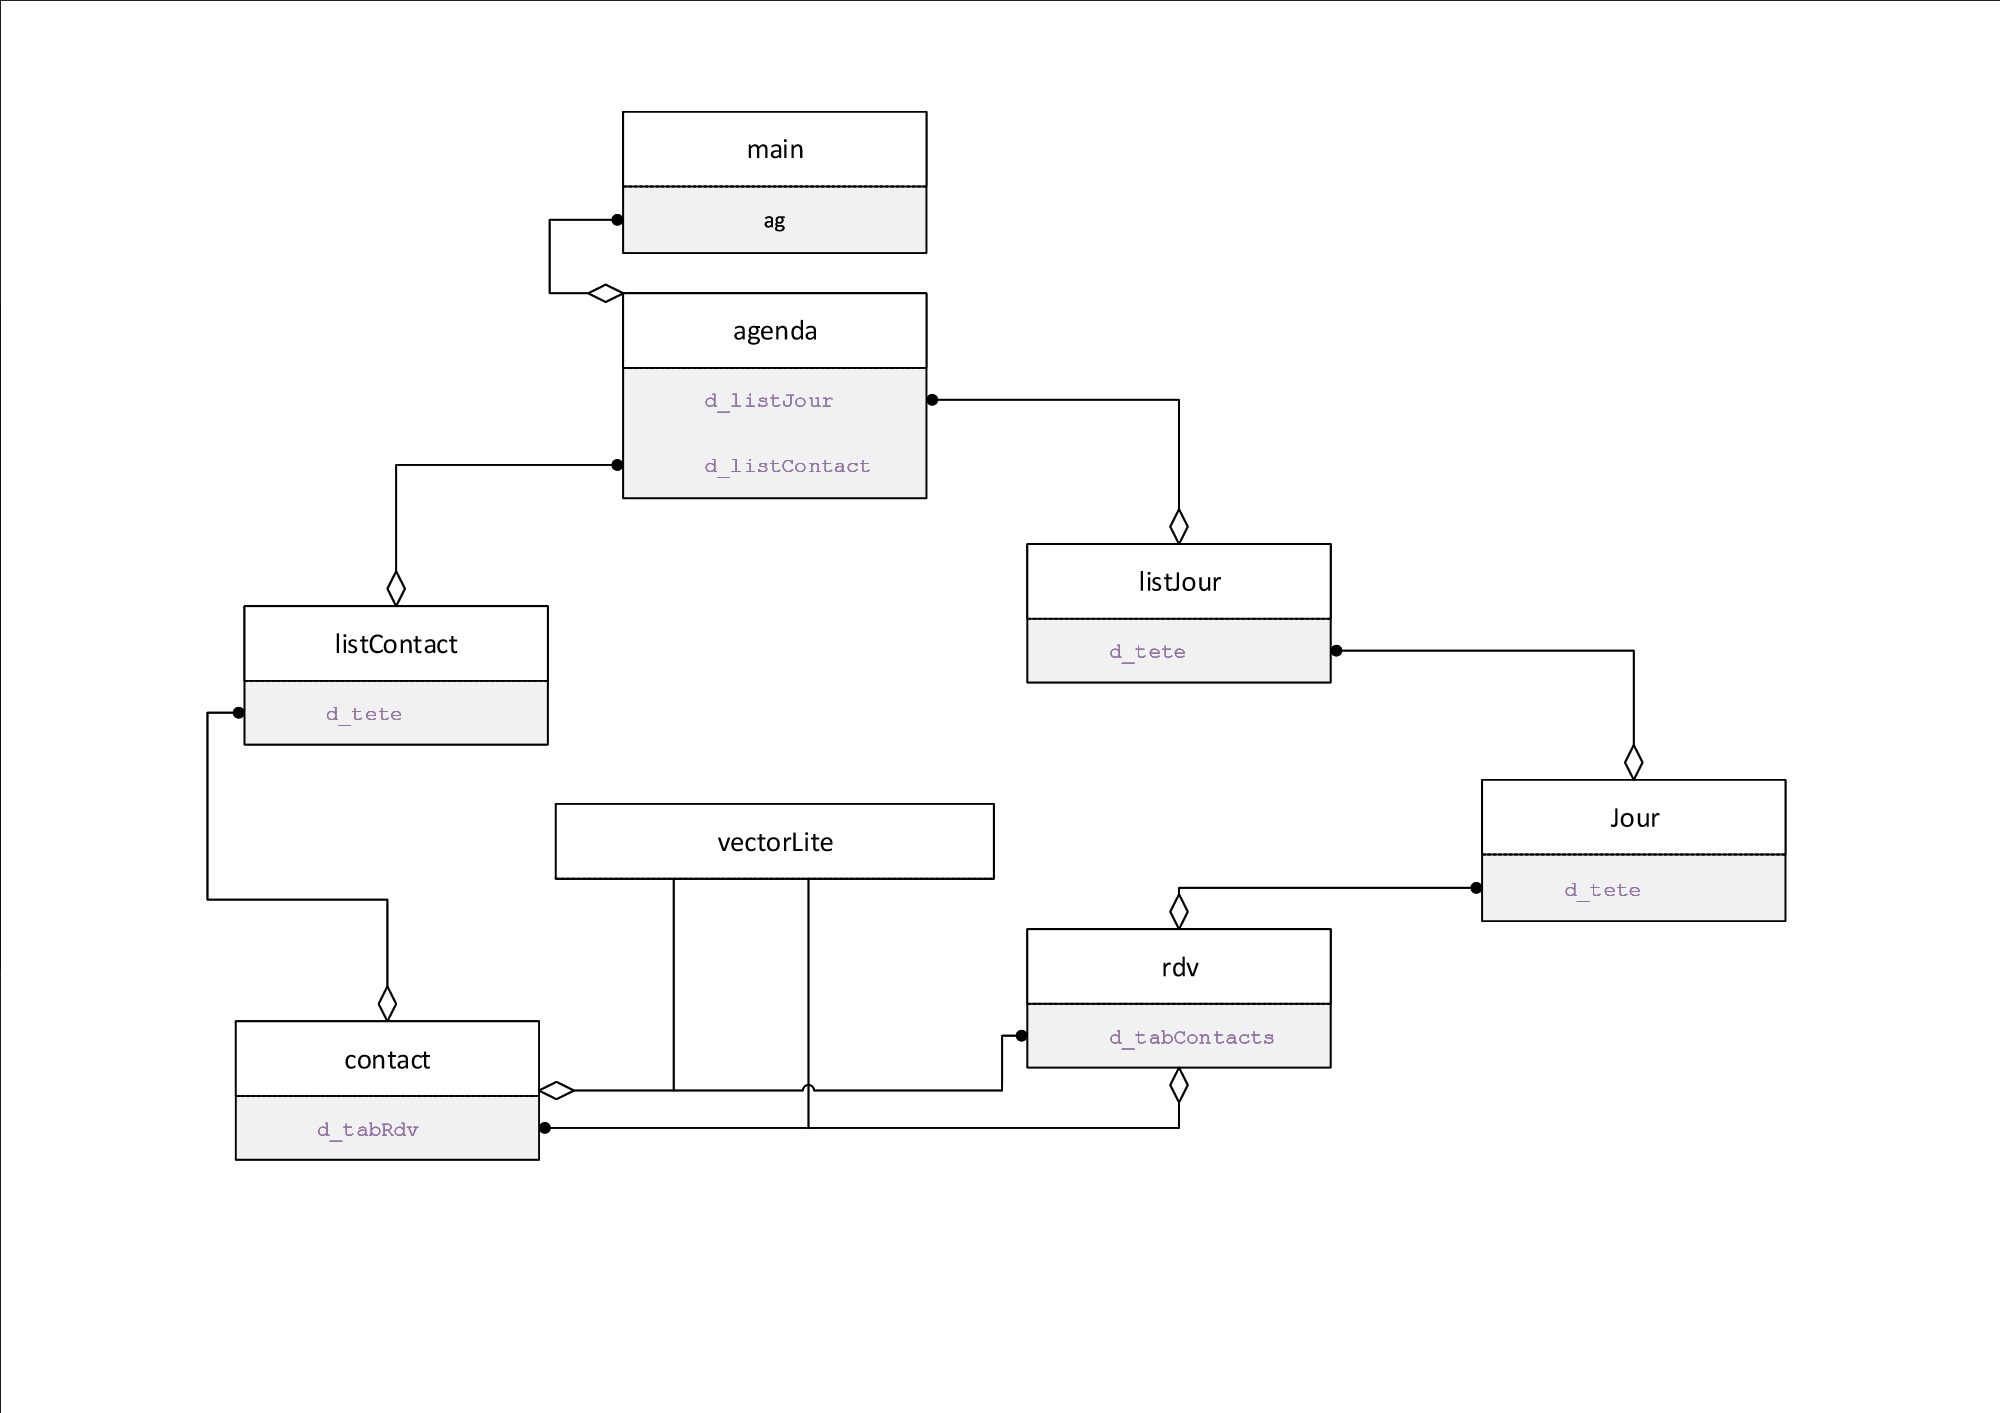 main
ag
agenda
d_listJour
d_listContact
listJour
d_tete
listContact
d_tete
vectorLite
Jour
d_tete
rdv
d_tabContacts
contact
d_tabRdv